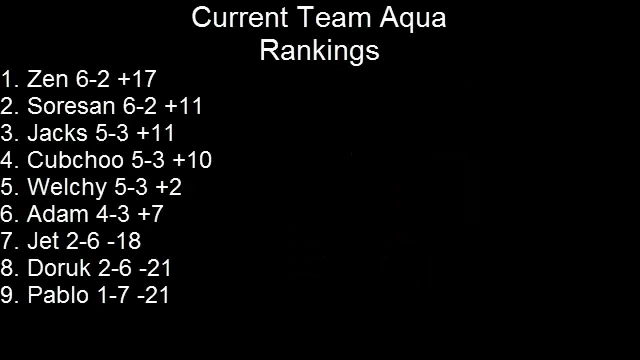 Current Team Aqua
Rankings
1. Zen 6-2 +17
2. Soresan 6-2 +11
3. Jacks 5-3 +11
4. Cubchoo 5-3 +10
5. Welchy 5-3 +2
6. Adam 4-3 +7
7. Jet 2-6 -18
8. Doruk 2-6 -21
9. Pablo 1-7 -21